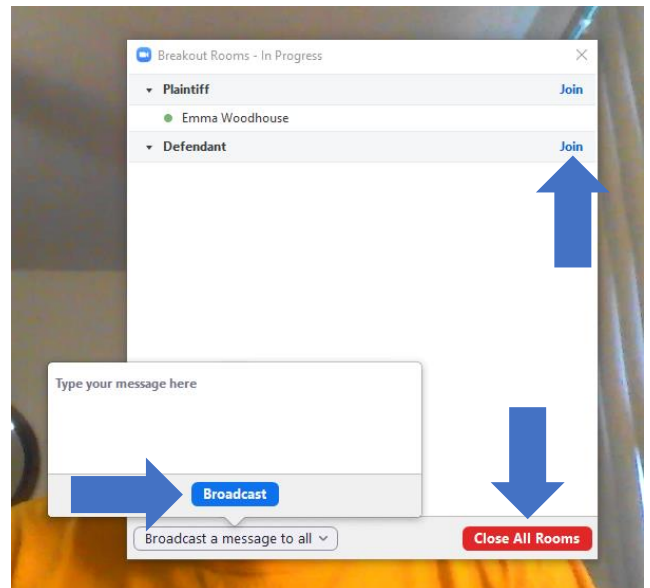 Breakout Rooms - In Progress
Plaintiff Join
Emma Woodhouse
Defendant Join
Type your message here
Broadcast
Broadcast a message to all
Close All Rooms